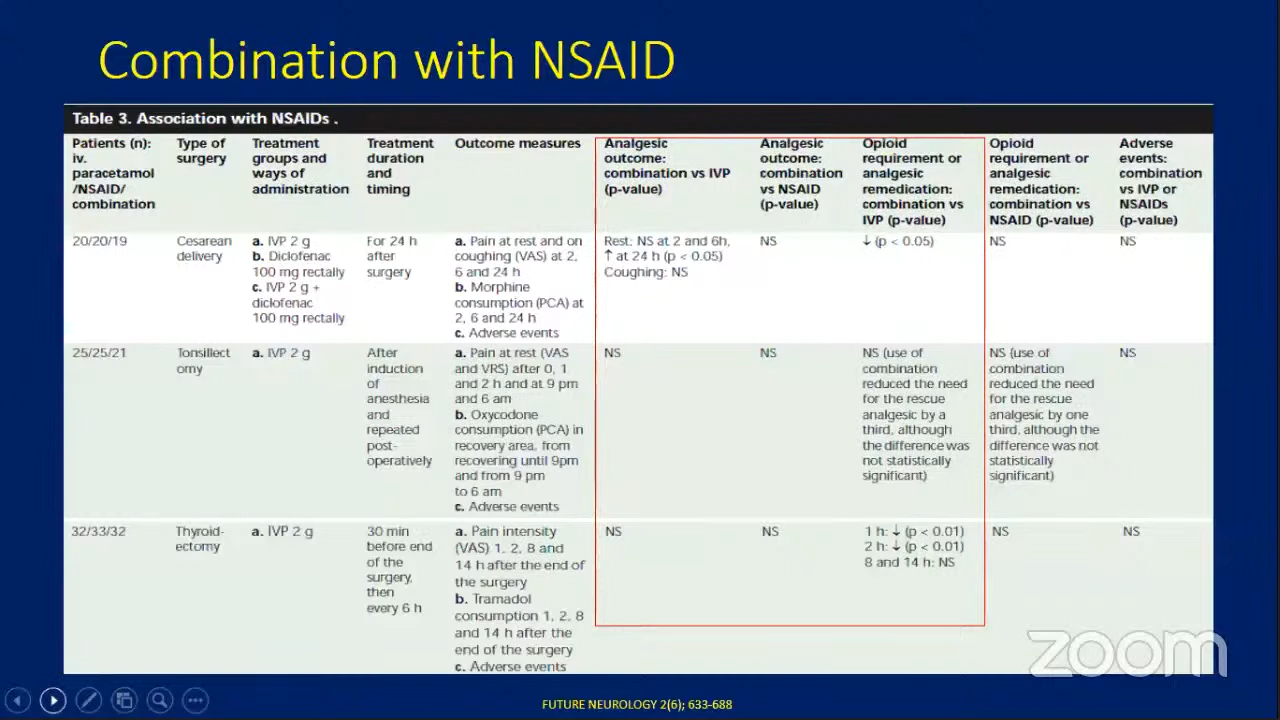 Combination with NSAID
Table 3. Association with NSAIDs .
Patients (n):
iv.
paracetamol
/NSAID/
combination
Type of
surgery
Treatment
groups and
ways of
administration
Treatment
duration
and
timing
Outcome measures
Analgesic
outcome:
combination vs IVP
(p-value)
Analgesic
outcome:
combination
vs NSAID
(p-value)
Opioid
requirement or
analgesic
remedication:
combination vs
IVP (p-value)
Opioid
requirement or
analgesic
remedication:
combination vs
NSAID (p-value)
Adverse
events:
combination
vs IVP or
NSAIDs
(p-value)
20/20/19
Cesarean
delivery
a. IVP 2 g
b. Diclofenac
100 mg rectally
c. IVP 2 g +
diclofenac
100 mg rectally
For 24 h
after
surgery
a. Pain at rest and on
coughing (VAS) at 2,
6 and 24 h
b. Morphine
consumption (PCA) at
2, 6 and 24 h
c. Adverse events
Rest: NS at 2 and 6h,
↑ at 24 h (p < 0.05)
Coughing: NS
NS
↓ (p < 0.05)
NS
NS
25/25/21
Tonsillect
omy
a. IVP 2 g
After
induction
of
anesthesia
and
repeated
post-
operatively
a. Pain at rest (VAS
and VRS) after 0, 1
and 2 h and at 9 pm
and 6 am
b. Oxycodone
consumption (PCA) in
recovery area, from
recovering until 9pm
and from 9 pm
to 6 am
c. Adverse events
NS
NS
NS (use of
combination
reduced the need
for the rescue
analgesic by a
third, although
the difference was
not statistically
significant)
NS (use of
combination
reduced the need
for the rescue
analgesic by one
third, although the
difference was not
statistically
significant)
NS
32/33/32
Thyroid-
ectomy
a. IVP 2 g
30 min
before end
of the
surgery,
then
every 6 h
a. Pain intensity
(VAS) 1, 2, 8 and
14 h after the end of
the surgery
b. Tramadol
consumption 1, 2, 8
and 14 h after the
end of the surgery
c. Adverse events
NS
NS
1 h: ↓ (p < 0.01)
2 h: ↓ (p < 0.01)
8 and 14 h: NS
NS
NS
zoom
FUTURE NEUROLOGY 2(6); 633-688